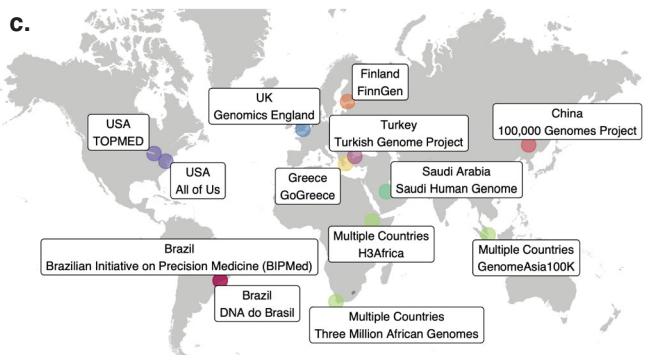 c.
Finland
FinnGen
UK
Genomics England
China
100,000 Genomes Project
USA
TOPMED
Turkey
Turkish Genome Project
USA
All of Us
Greece
GoGreece
Saudi Arabia
Saudi Human Genome
Multiple Countries
H3Africa
Brazil
Brazilian Initiative on Precision Medicine (BIPMed)
Multiple Countries
GenomeAsia100K
Brazil
DNA do Brasil
Multiple Countries
Three Million African Genomes